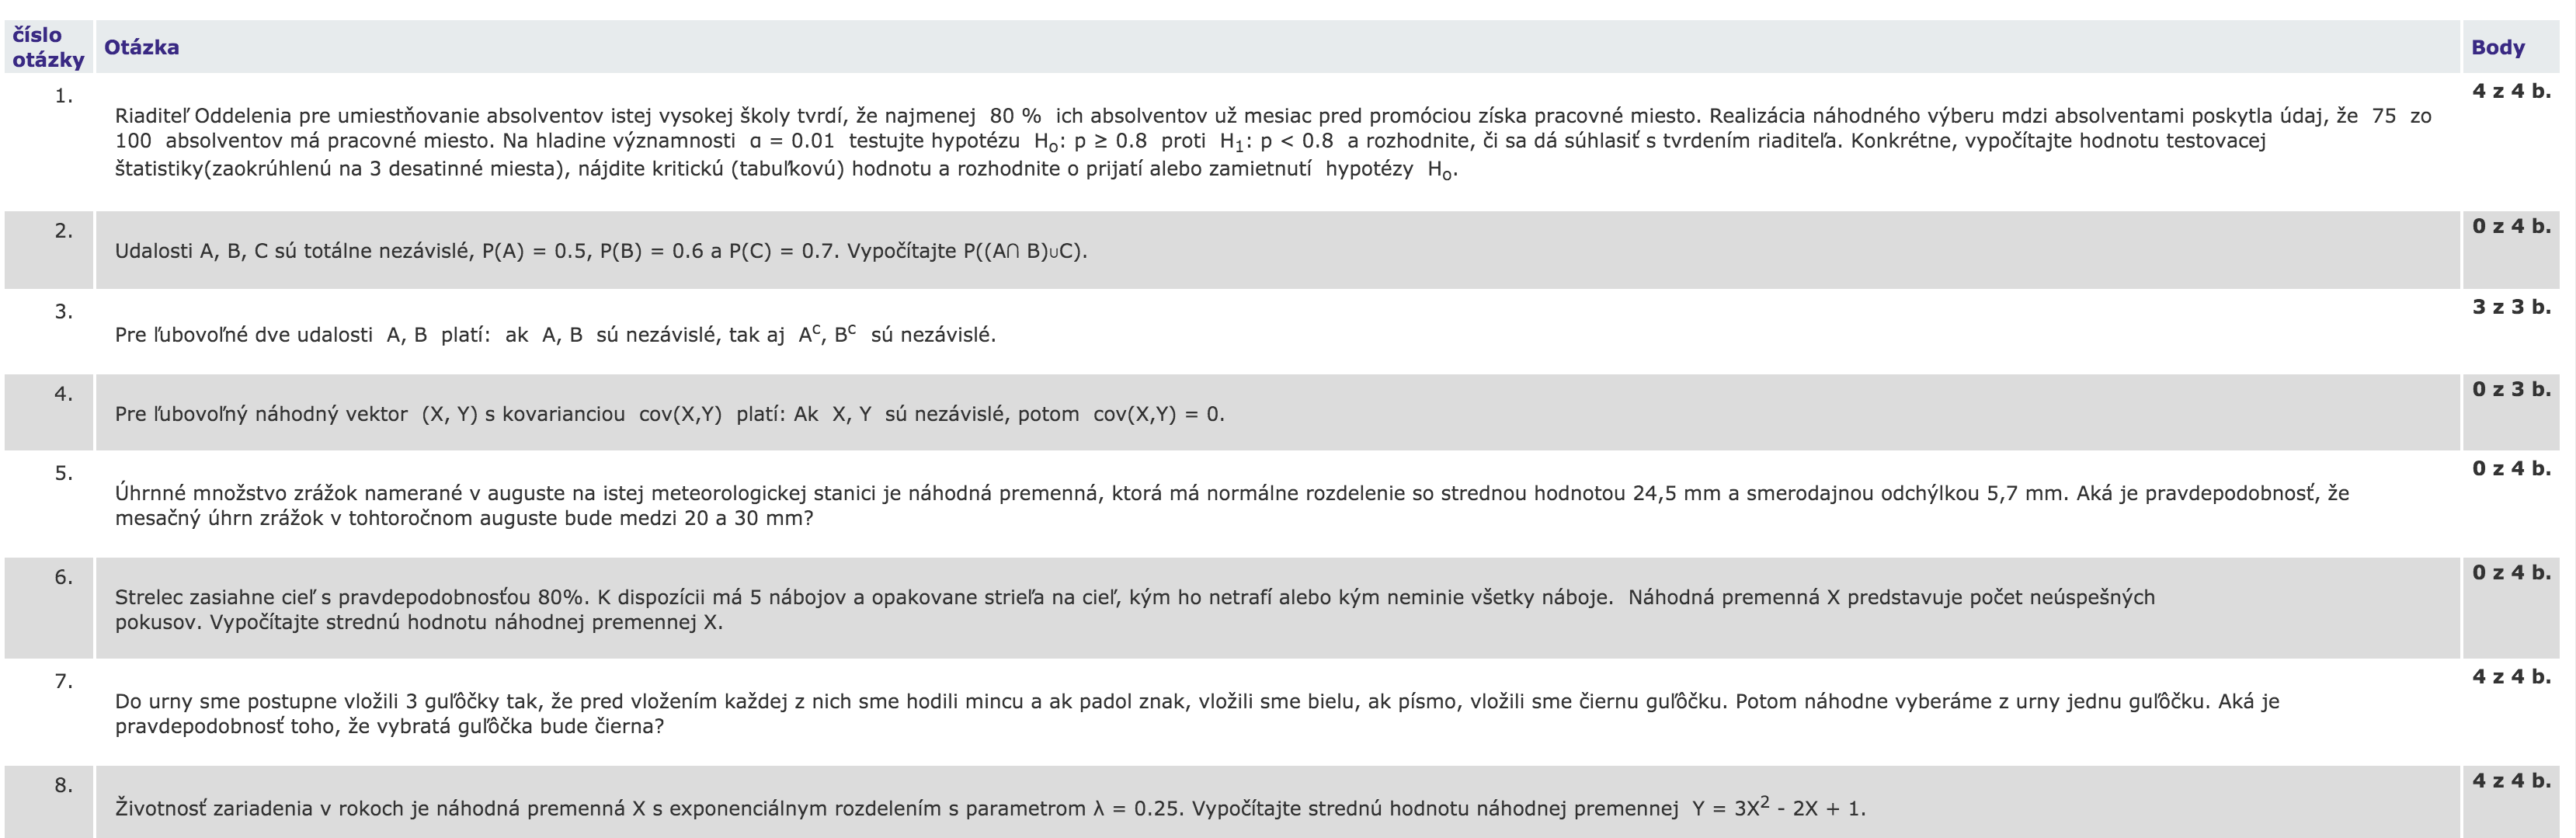 číslo otázky Otázka Body
1. 4 z 4 b.
Riaditeľ Oddelenia pre umiestňovanie absolventov istej vysokej školy tvrdí, že najmenej 80 % ich absolventov už mesiac pred promóciou získa pracovné miesto. Realizácia náhodného výberu mdzi absolventami poskytla údaj, že 75 zo
100 absolventov má pracovné miesto. Na hladine významnosti α = 0.01 testujte hypotézu Hₒ: p ≥ 0.8 proti H₁: p < 0.8 a rozhodnite, či sa dá súhlasiť s tvrdením riaditeľa. Konkrétne, vypočítajte hodnotu testovacej
štatistiky(zaokrúhlenú na 3 desatinné miesta), nájdite kritickú (tabuľkovú) hodnotu a rozhodnite o prijatí alebo zamietnutí hypotézy Hₒ.
2. 0 z 4 b.
Udalosti A, B, C sú totálne nezávislé, P(A) = 0.5, P(B) = 0.6 a P(C) = 0.7. Vypočítajte P((A∩ B)∪C).
3. 3 z 3 b.
Pre ľubovoľné dve udalosti A, B platí: ak A, B sú nezávislé, tak aj Aᶜ, Bᶜ sú nezávislé.
4. 0 z 3 b.
Pre ľubovoľný náhodný vektor (X, Y) s kovarianciou cov(X,Y) platí: Ak X, Y sú nezávislé, potom cov(X,Y) = 0.
5. 0 z 4 b.
Úhrnné množstvo zrážok namerané v auguste na istej meteorologickej stanici je náhodná premenná, ktorá má normálne rozdelenie so strednou hodnotou 24,5 mm a smerodajnou odchýlkou 5,7 mm. Aká je pravdepodobnosť, že
mesačný úhrn zrážok v tohtoročnom auguste bude medzi 20 a 30 mm?
6. 0 z 4 b.
Strelec zasiahne cieľ s pravdepodobnosťou 80%. K dispozícii má 5 nábojov a opakovane strieľa na cieľ, kým ho netrafí alebo kým neminie všetky náboje. Náhodná premenná X predstavuje počet neúspešných
pokusov. Vypočítajte strednú hodnotu náhodnej premennej X.
7. 4 z 4 b.
Do urny sme postupne vložili 3 guľôčky tak, že pred vložením každej z nich sme hodili mincu a ak padol znak, vložili sme bielu, ak písmo, vložili sme čiernu guľôčku. Potom náhodne vyberáme z urny jednu guľôčku. Aká je
pravdepodobnosť toho, že vybratá guľôčka bude čierna?
8. 4 z 4 b.
Životnosť zariadenia v rokoch je náhodná premenná X s exponenciálnym rozdelením s parametrom λ = 0.25. Vypočítajte strednú hodnotu náhodnej premennej Y = 3X² - 2X + 1.